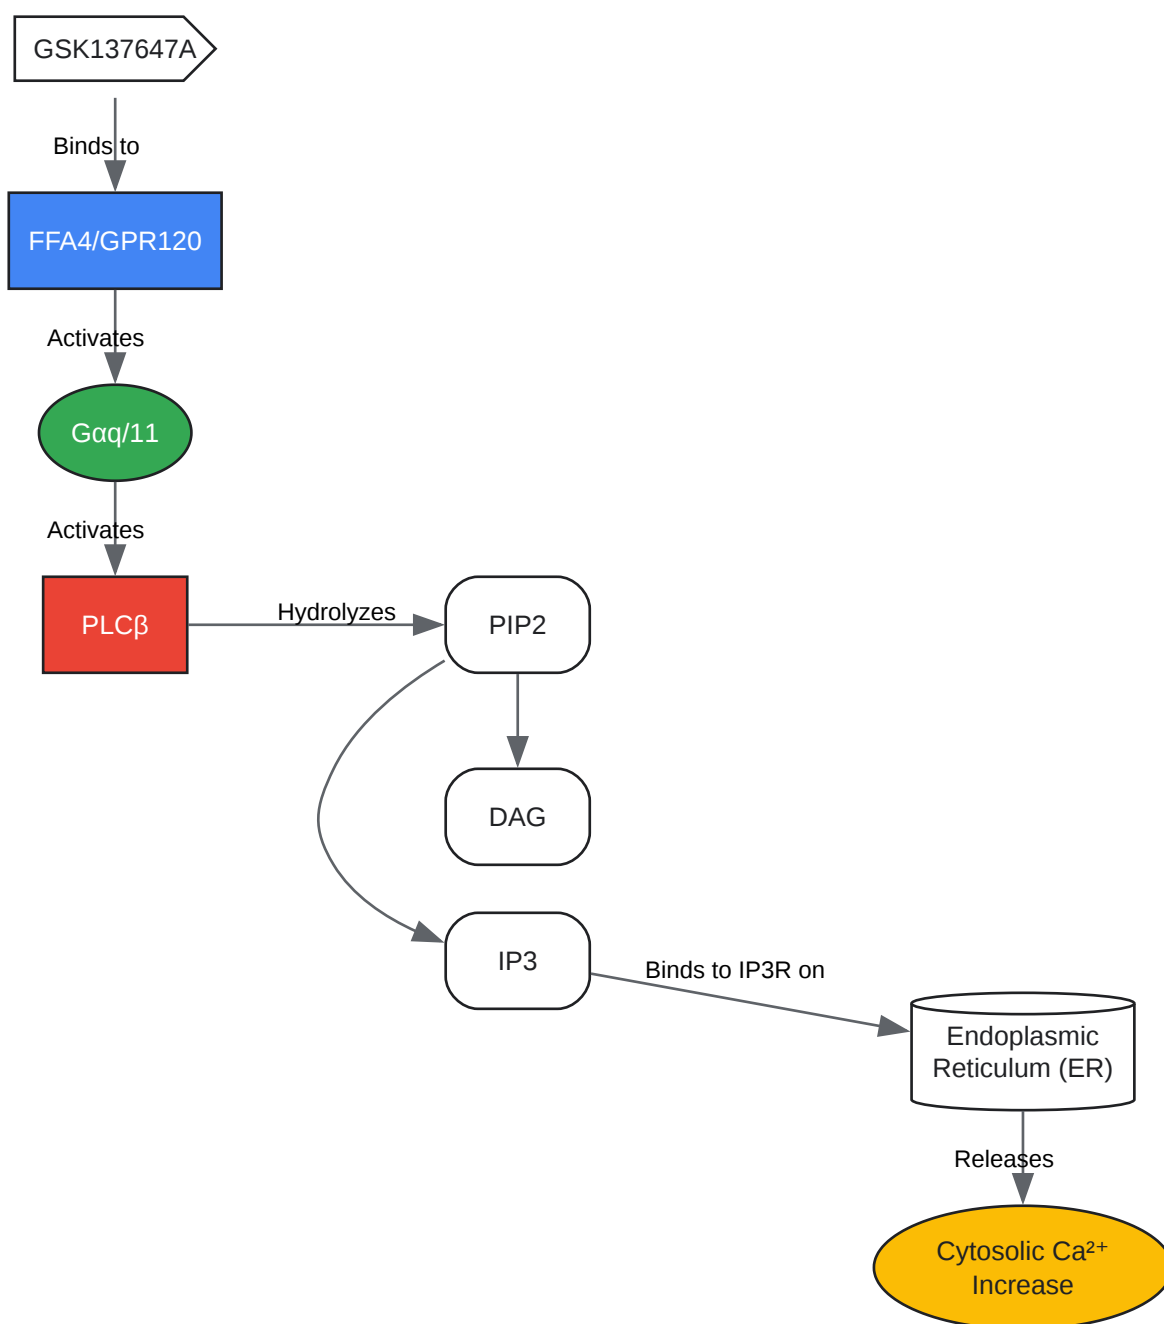 GSK137647A
Binds to
FFA4/GPR120
Activates
Gαq/11
Activates
PLCβ
Hydrolyzes
PIP2
DAG
IP3
Binds to IP3R on
Endoplasmic
Reticulum (ER)
Releases
Cytosolic Ca²⁺
Increase